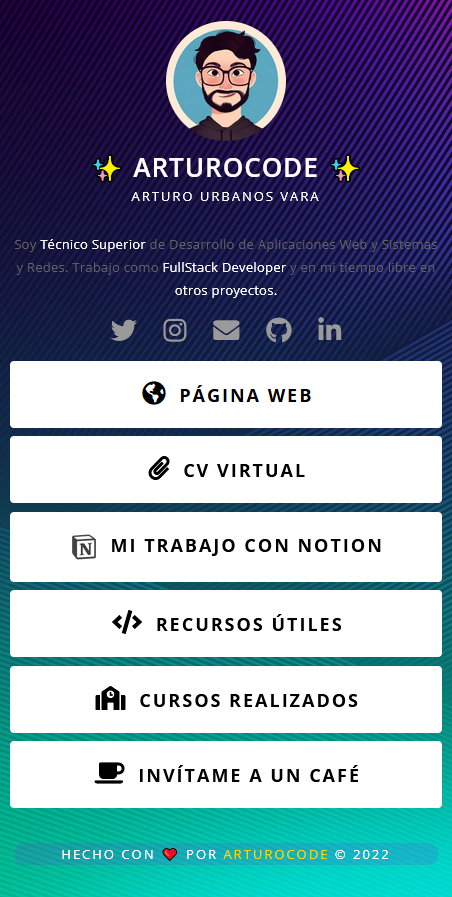 ✨ ARTUROCODE ✨
ARTURO URBANOS VARA
Soy Técnico Superior de Desarrollo de Aplicaciones Web y Sistemas
y Redes. Trabajo como FullStack Developer y en mi tiempo libre en
otros proyectos.
PÁGINA WEB
CV VIRTUAL
MI TRABAJO CON NOTION
RECURSOS ÚTILES
CURSOS REALIZADOS
INVÍTAME A UN CAFÉ
HECHO CON ❤️ POR ARTUROCODE © 2022